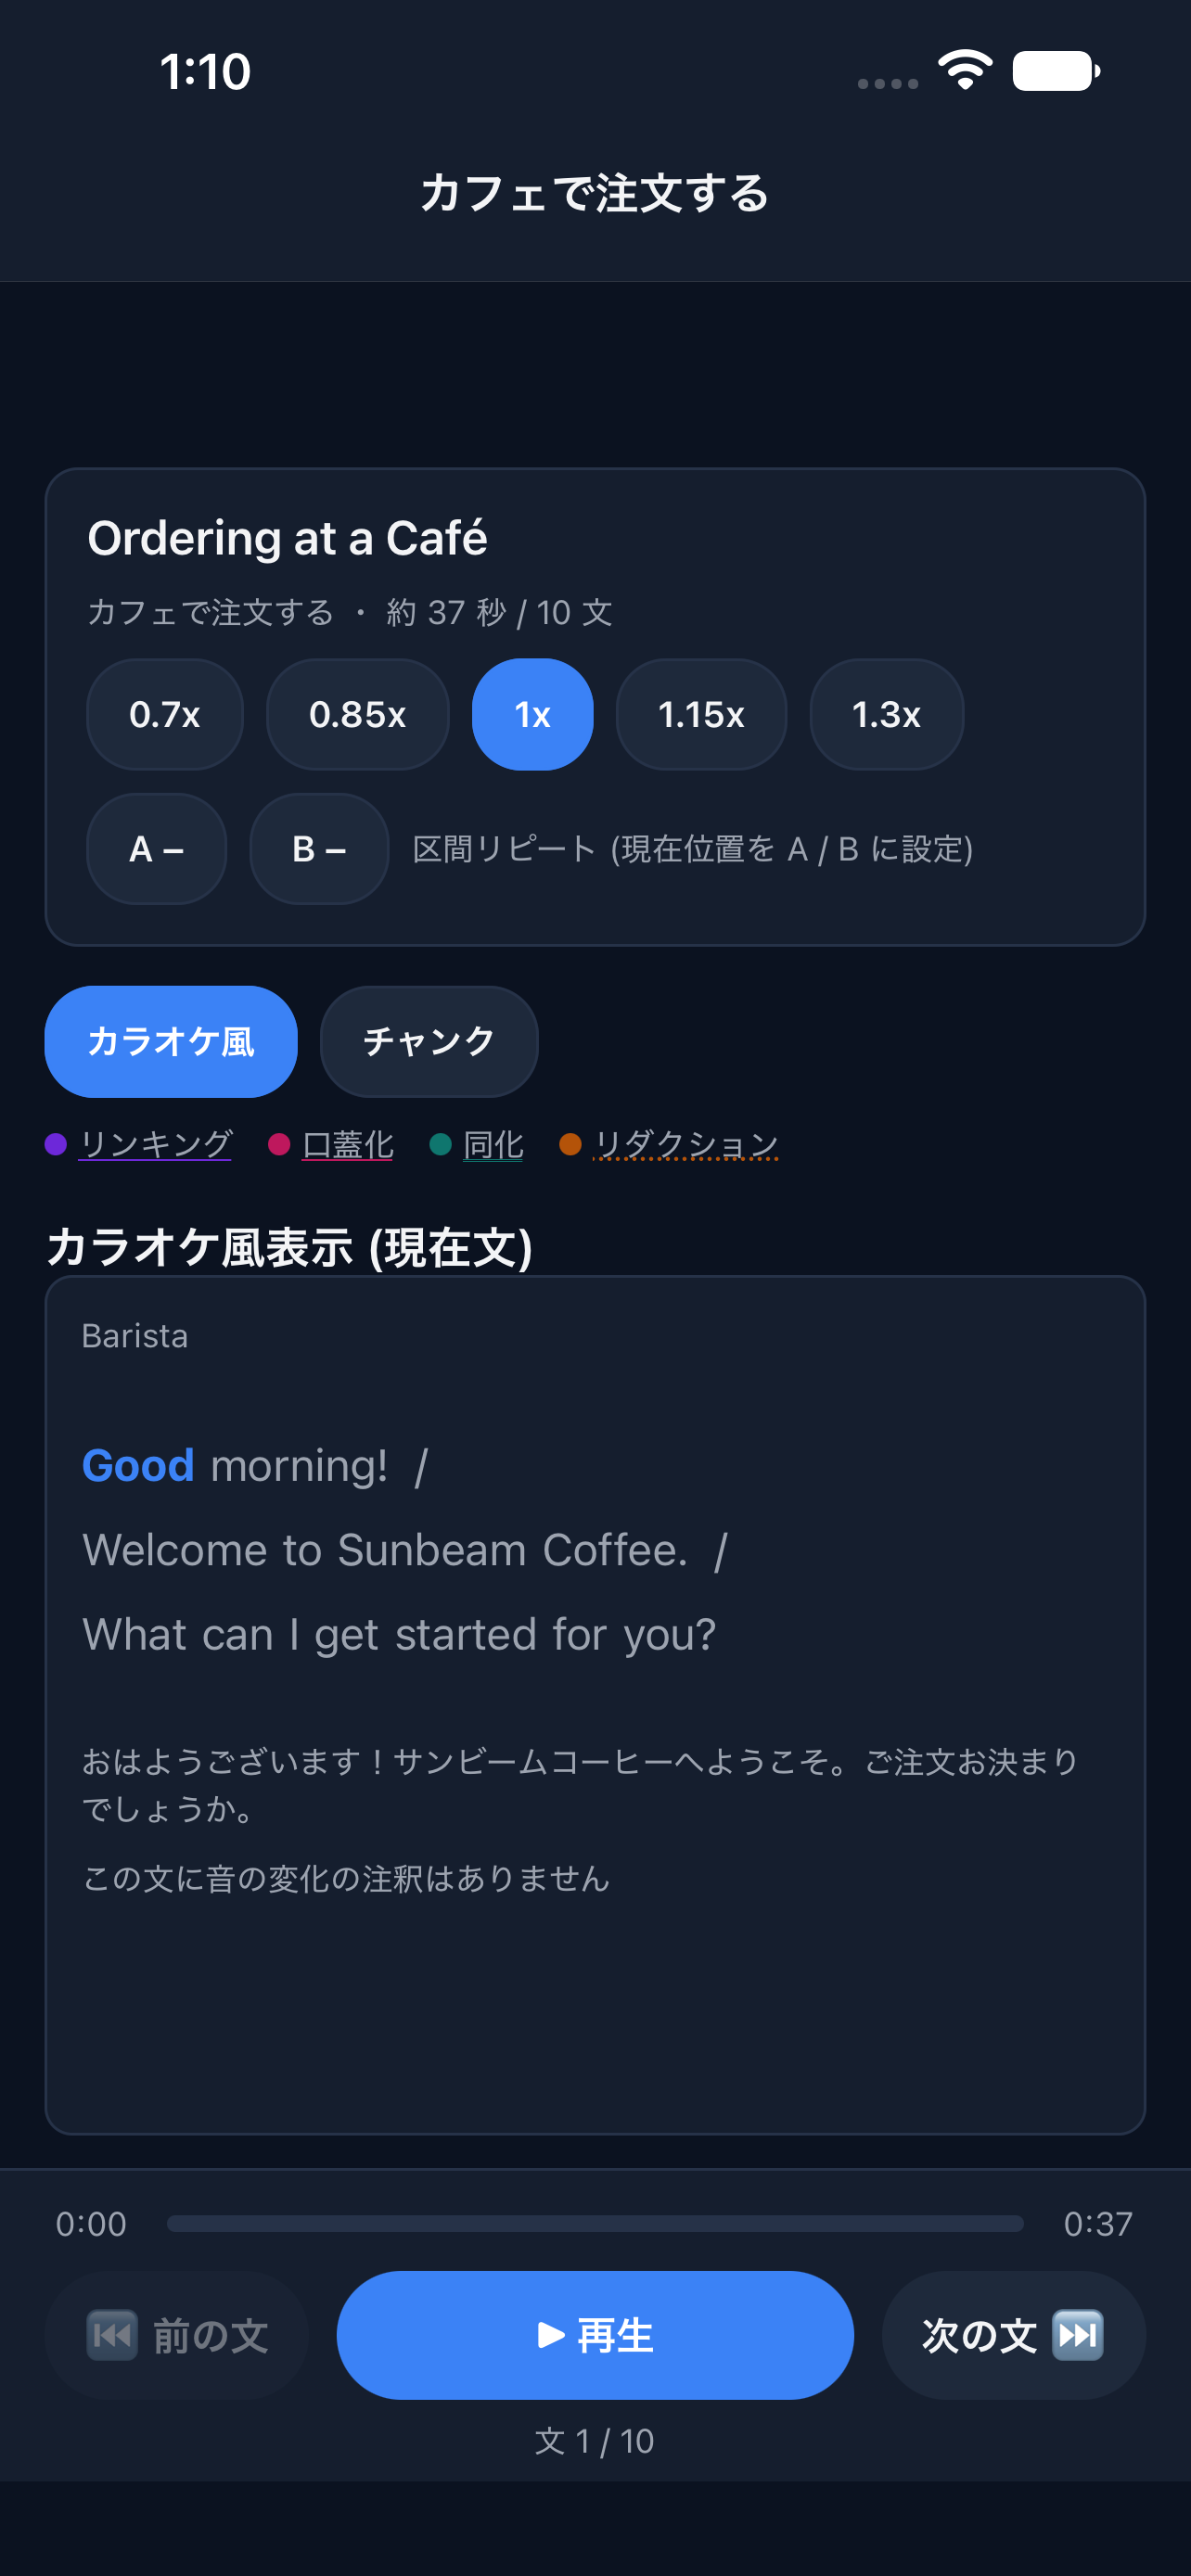 1:10
カフェで注文する
Ordering at a Café
カフェで注文する ・ 約 37 秒 / 10 文
0.7x 0.85x 1x 1.15x 1.3x
A – B – 区間リピート (現在位置を A / B に設定)
カラオケ風 チャンク
リンキング 口蓋化 同化 リダクション
カラオケ風表示 (現在文)
Barista
Good morning! /
Welcome to Sunbeam Coffee. /
What can I get started for you?
おはようございます！サンビームコーヒーへようこそ。ご注文お決まり
でしょうか。
この文に音の変化の注釈はありません
0:00 0:37
⏮ 前の文 ▶ 再生 次の文 ⏭
文 1 / 10